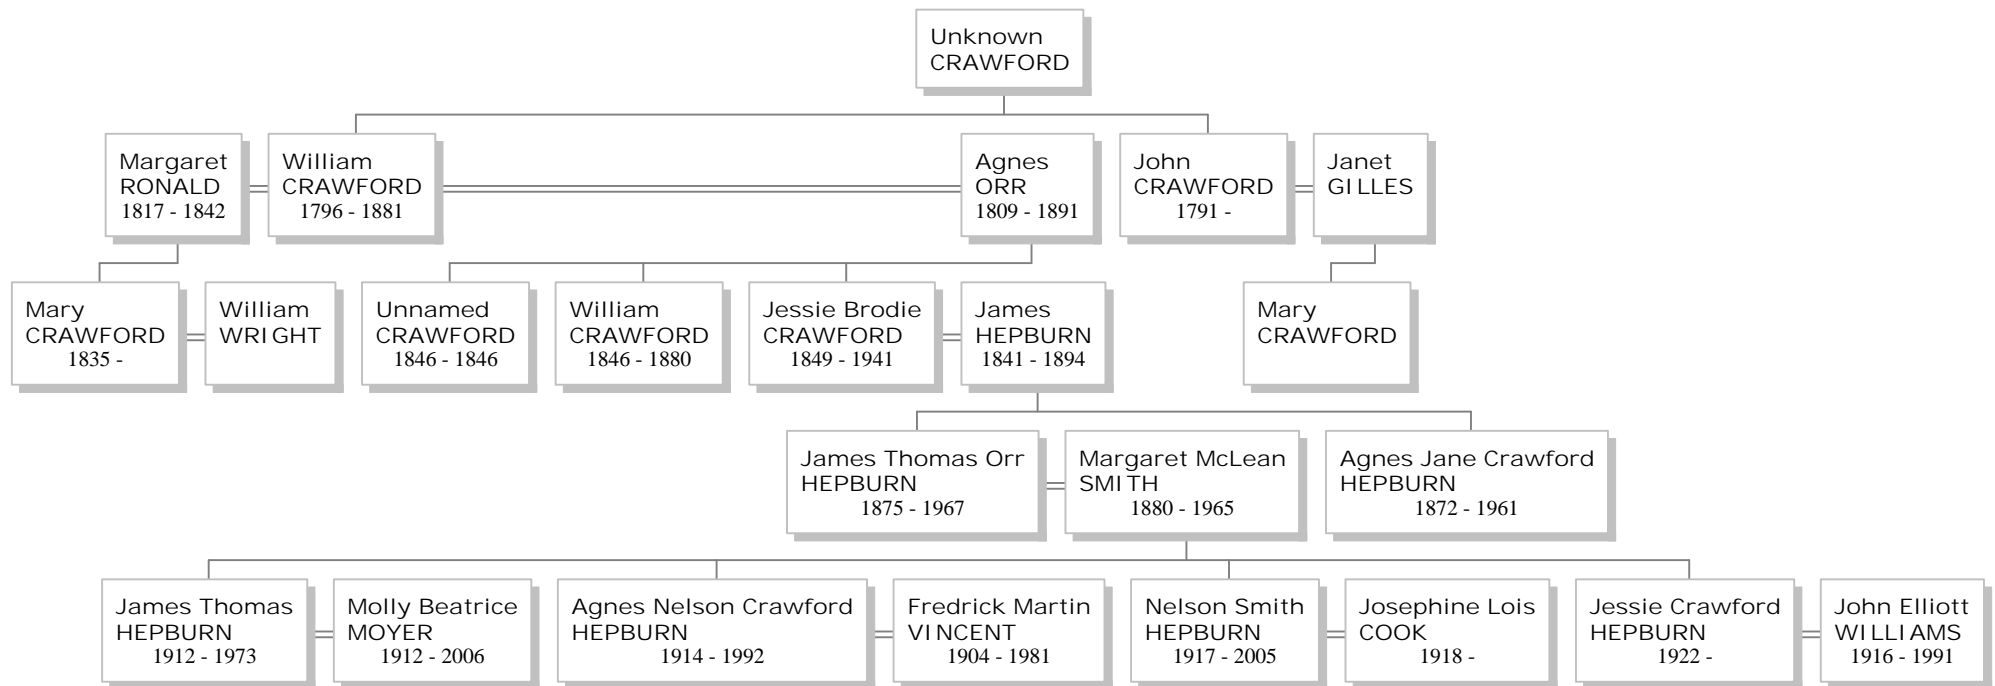 Unknown
CRAWFORD
Margaret
RONALD
1817 - 1842
William
CRAWFORD
1796 - 1881
Agnes
ORR
1809 - 1891
John
CRAWFORD
1791 -
Janet
GILLES
Mary
CRAWFORD
1835 -
William
WRIGHT
Unnamed
CRAWFORD
1846 - 1846
William
CRAWFORD
1846 - 1880
Jessie Brodie
CRAWFORD
1849 - 1941
James
HEPBURN
1841 - 1894
Mary
CRAWFORD
James Thomas Orr
HEPBURN
1875 - 1967
Margaret McLean
SMITH
1880 - 1965
Agnes Jane Crawford
HEPBURN
1872 - 1961
James Thomas
HEPBURN
1912 - 1973
Molly Beatrice
MOYER
1912 - 2006
Agnes Nelson Crawford
HEPBURN
1914 - 1992
Fredrick Martin
VINCENT
1904 - 1981
Nelson Smith
HEPBURN
1917 - 2005
Josephine Lois
COOK
1918 -
Jessie Crawford
HEPBURN
1922 -
John Elliott
WILLIAMS
1916 - 1991